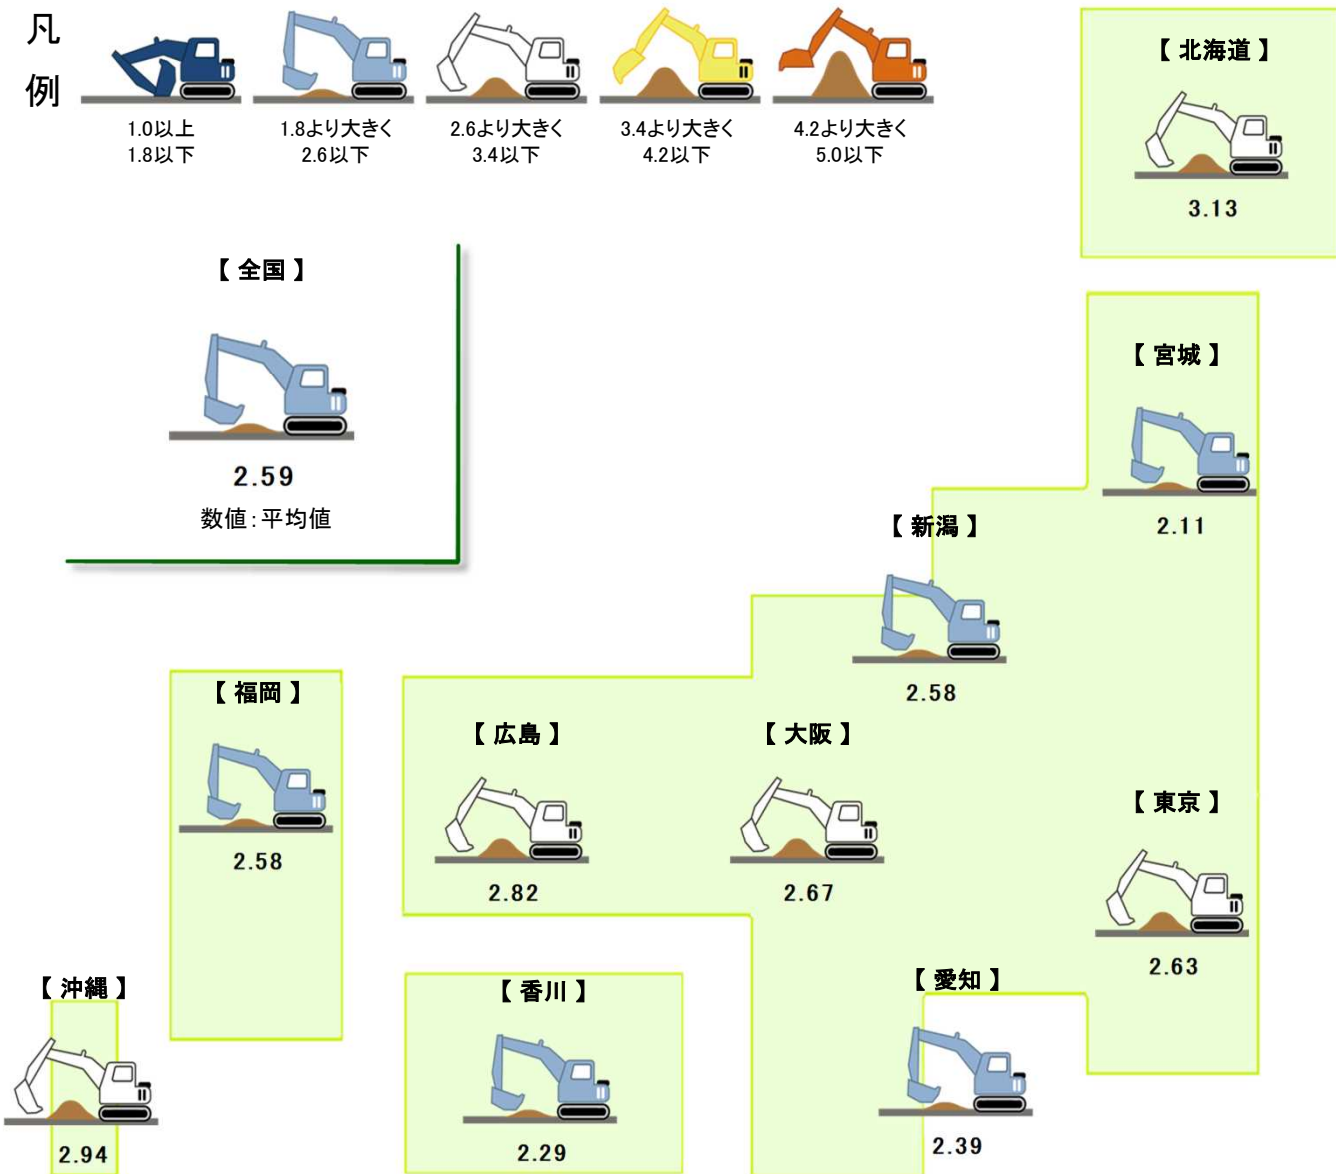 凡
例
1.0以上
1.8以下
1.8より大きく
2.6以下
2.6より大きく
3.4以下
3.4より大きく
4.2以下
4.2より大きく
5.0以下
【 北海道 】
3.13
【 全国 】
2.59
数値:平均値
【 宮城 】
2.11
【 新潟 】
2.58
【 福岡 】
2.58
【 広島 】
2.82
【 大阪 】
2.67
【 東京 】
2.63
【 沖縄 】
2.94
【 香川 】
2.29
【 愛知 】
2.39